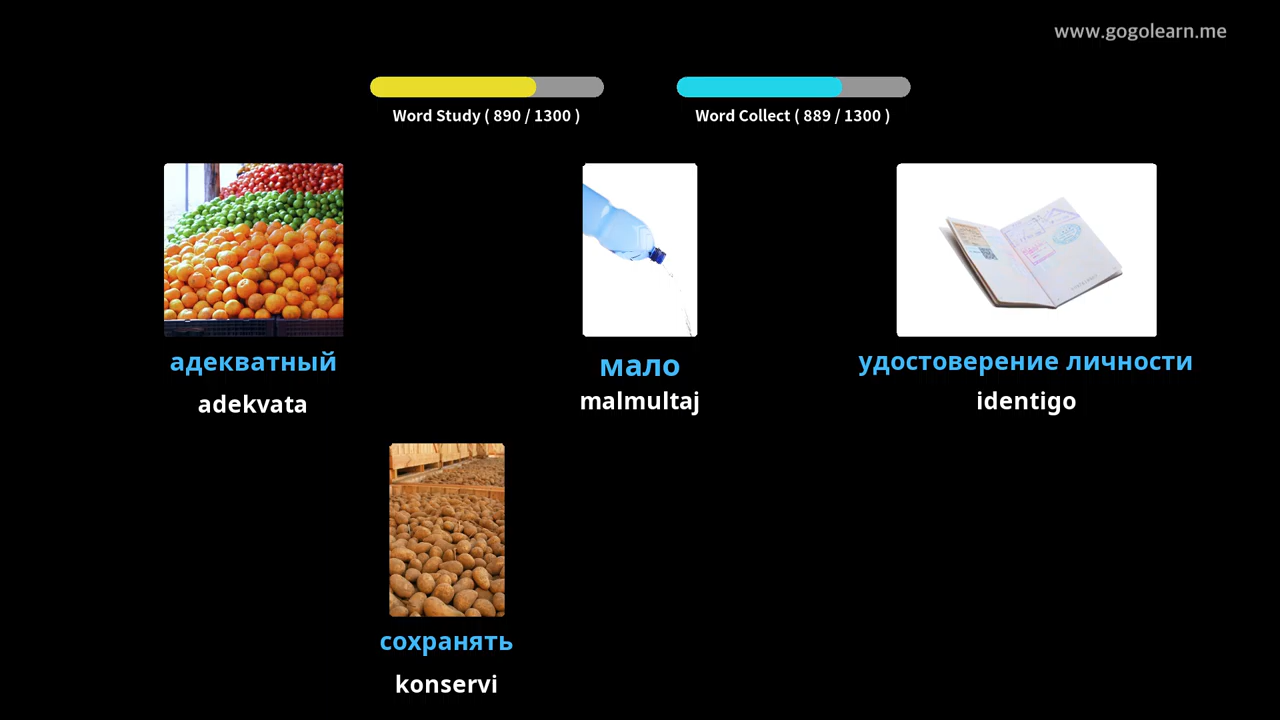 www.gogolearn.me
Word Study ( 890 / 1300 )
Word Collect ( 889 / 1300 )
адекватный
adekvata
мало
malmultaj
удостоверение личности
identigo
сохранять
konservi